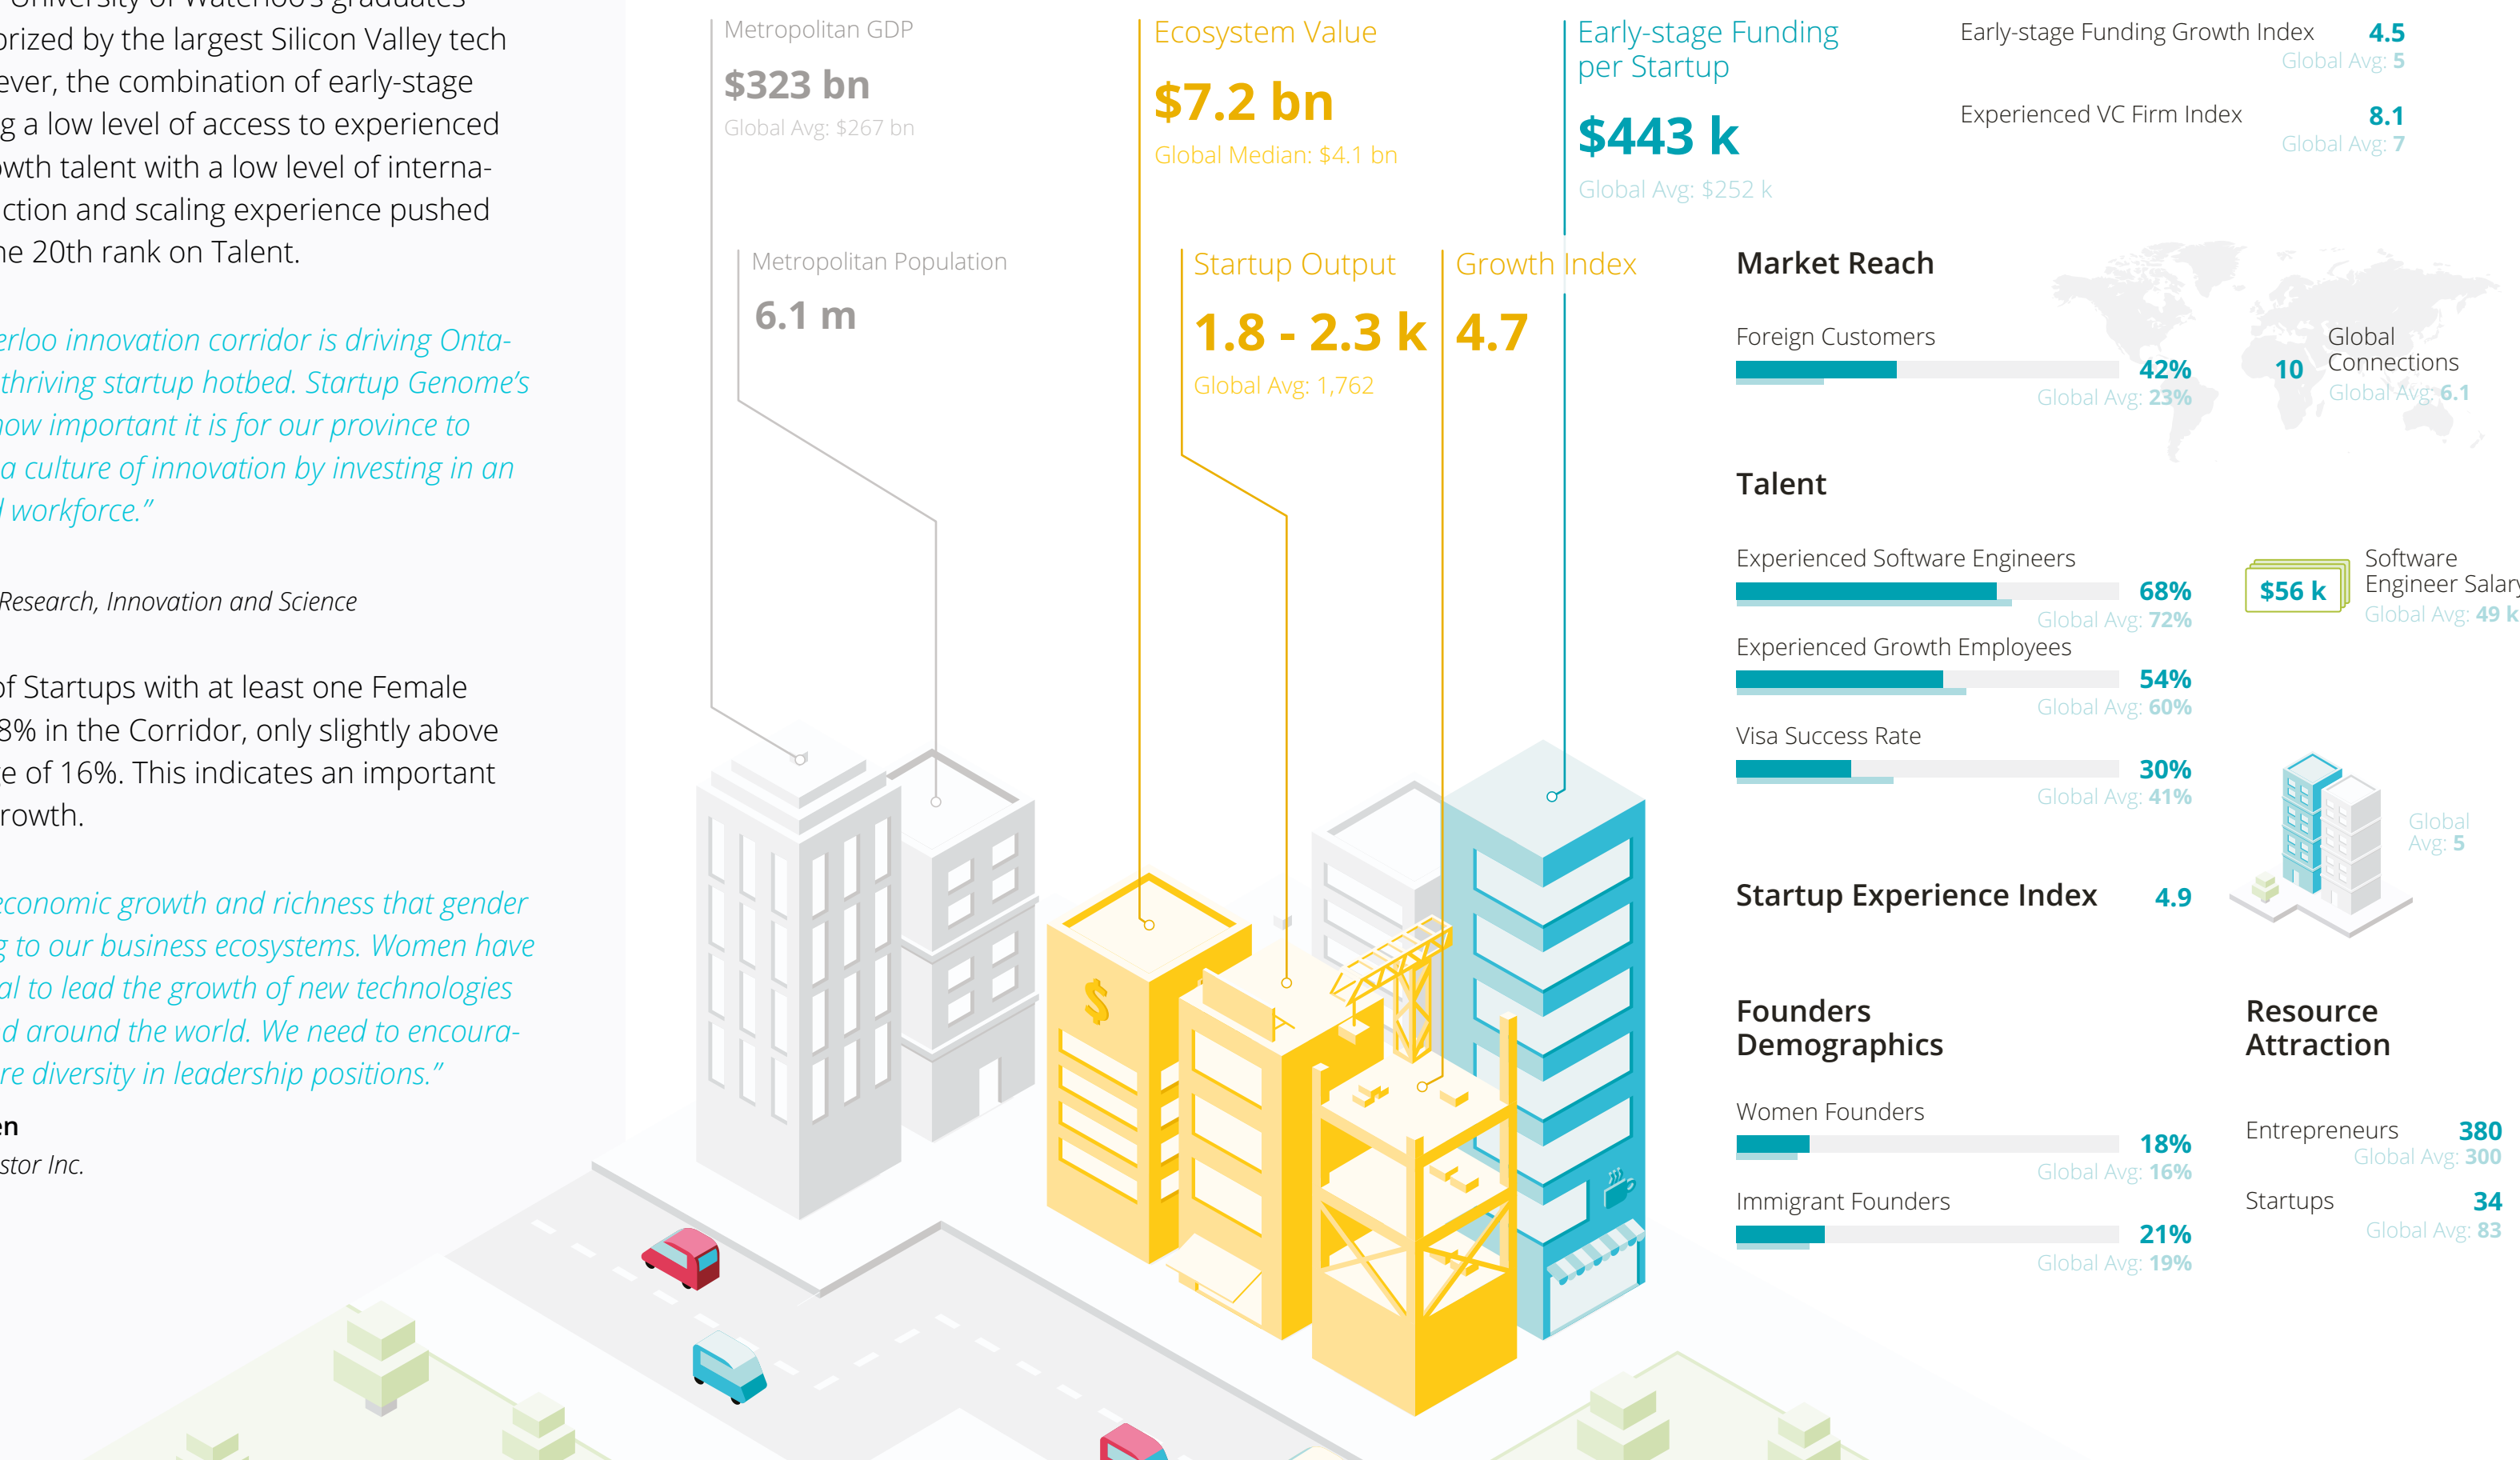 University of Waterloo's graduates
prized by the largest Silicon Valley tech
ever, the combination of early-stage
g a low level of access to experienced
owth talent with a low level of interna-
ction and scaling experience pushed
he 20th rank on Talent.
erloo innovation corridor is driving Onta-
thriving startup hotbed. Startup Genome's
how important it is for our province to
a culture of innovation by investing in an
d workforce."
Research, Innovation and Science
of Startups with at least one Female
8% in the Corridor, only slightly above
ge of 16%. This indicates an important
rowth.
economic growth and richness that gender
g to our business ecosystems. Women have
al to lead the growth of new technologies
d around the world. We need to encoura-
re diversity in leadership positions."
en
stor Inc.
Metropolitan GDP
$323 bn
Global Avg: $267 bn
Metropolitan Population
6.1 m
Ecosystem Value
$7.2 bn
Global Median: $4.1 bn
Startup Output
1.8 - 2.3 k
Global Avg: 1,762
Growth Index
4.7
Early-stage Funding
per Startup
$443 k
Global Avg: $252 k
$
Early-stage Funding Growth Index 4.5
Global Avg: 5
Experienced VC Firm Index 8.1
Global Avg: 7
Market Reach
Foreign Customers
42%
Global Avg: 23%
10
Global
Connections
Global Avg: 6.1
Talent
Experienced Software Engineers
68%
Global Avg: 72%
$56 k
Software
Engineer Salary
Global Avg: 49 k
Experienced Growth Employees
54%
Global Avg: 60%
Visa Success Rate
30%
Global Avg: 41%
Startup Experience Index 4.9
Global
Avg: 5
Founders
Demographics
Women Founders
18%
Global Avg: 16%
Immigrant Founders
21%
Global Avg: 19%
Resource
Attraction
Entrepreneurs 380
Global Avg: 300
Startups 34
Global Avg: 83